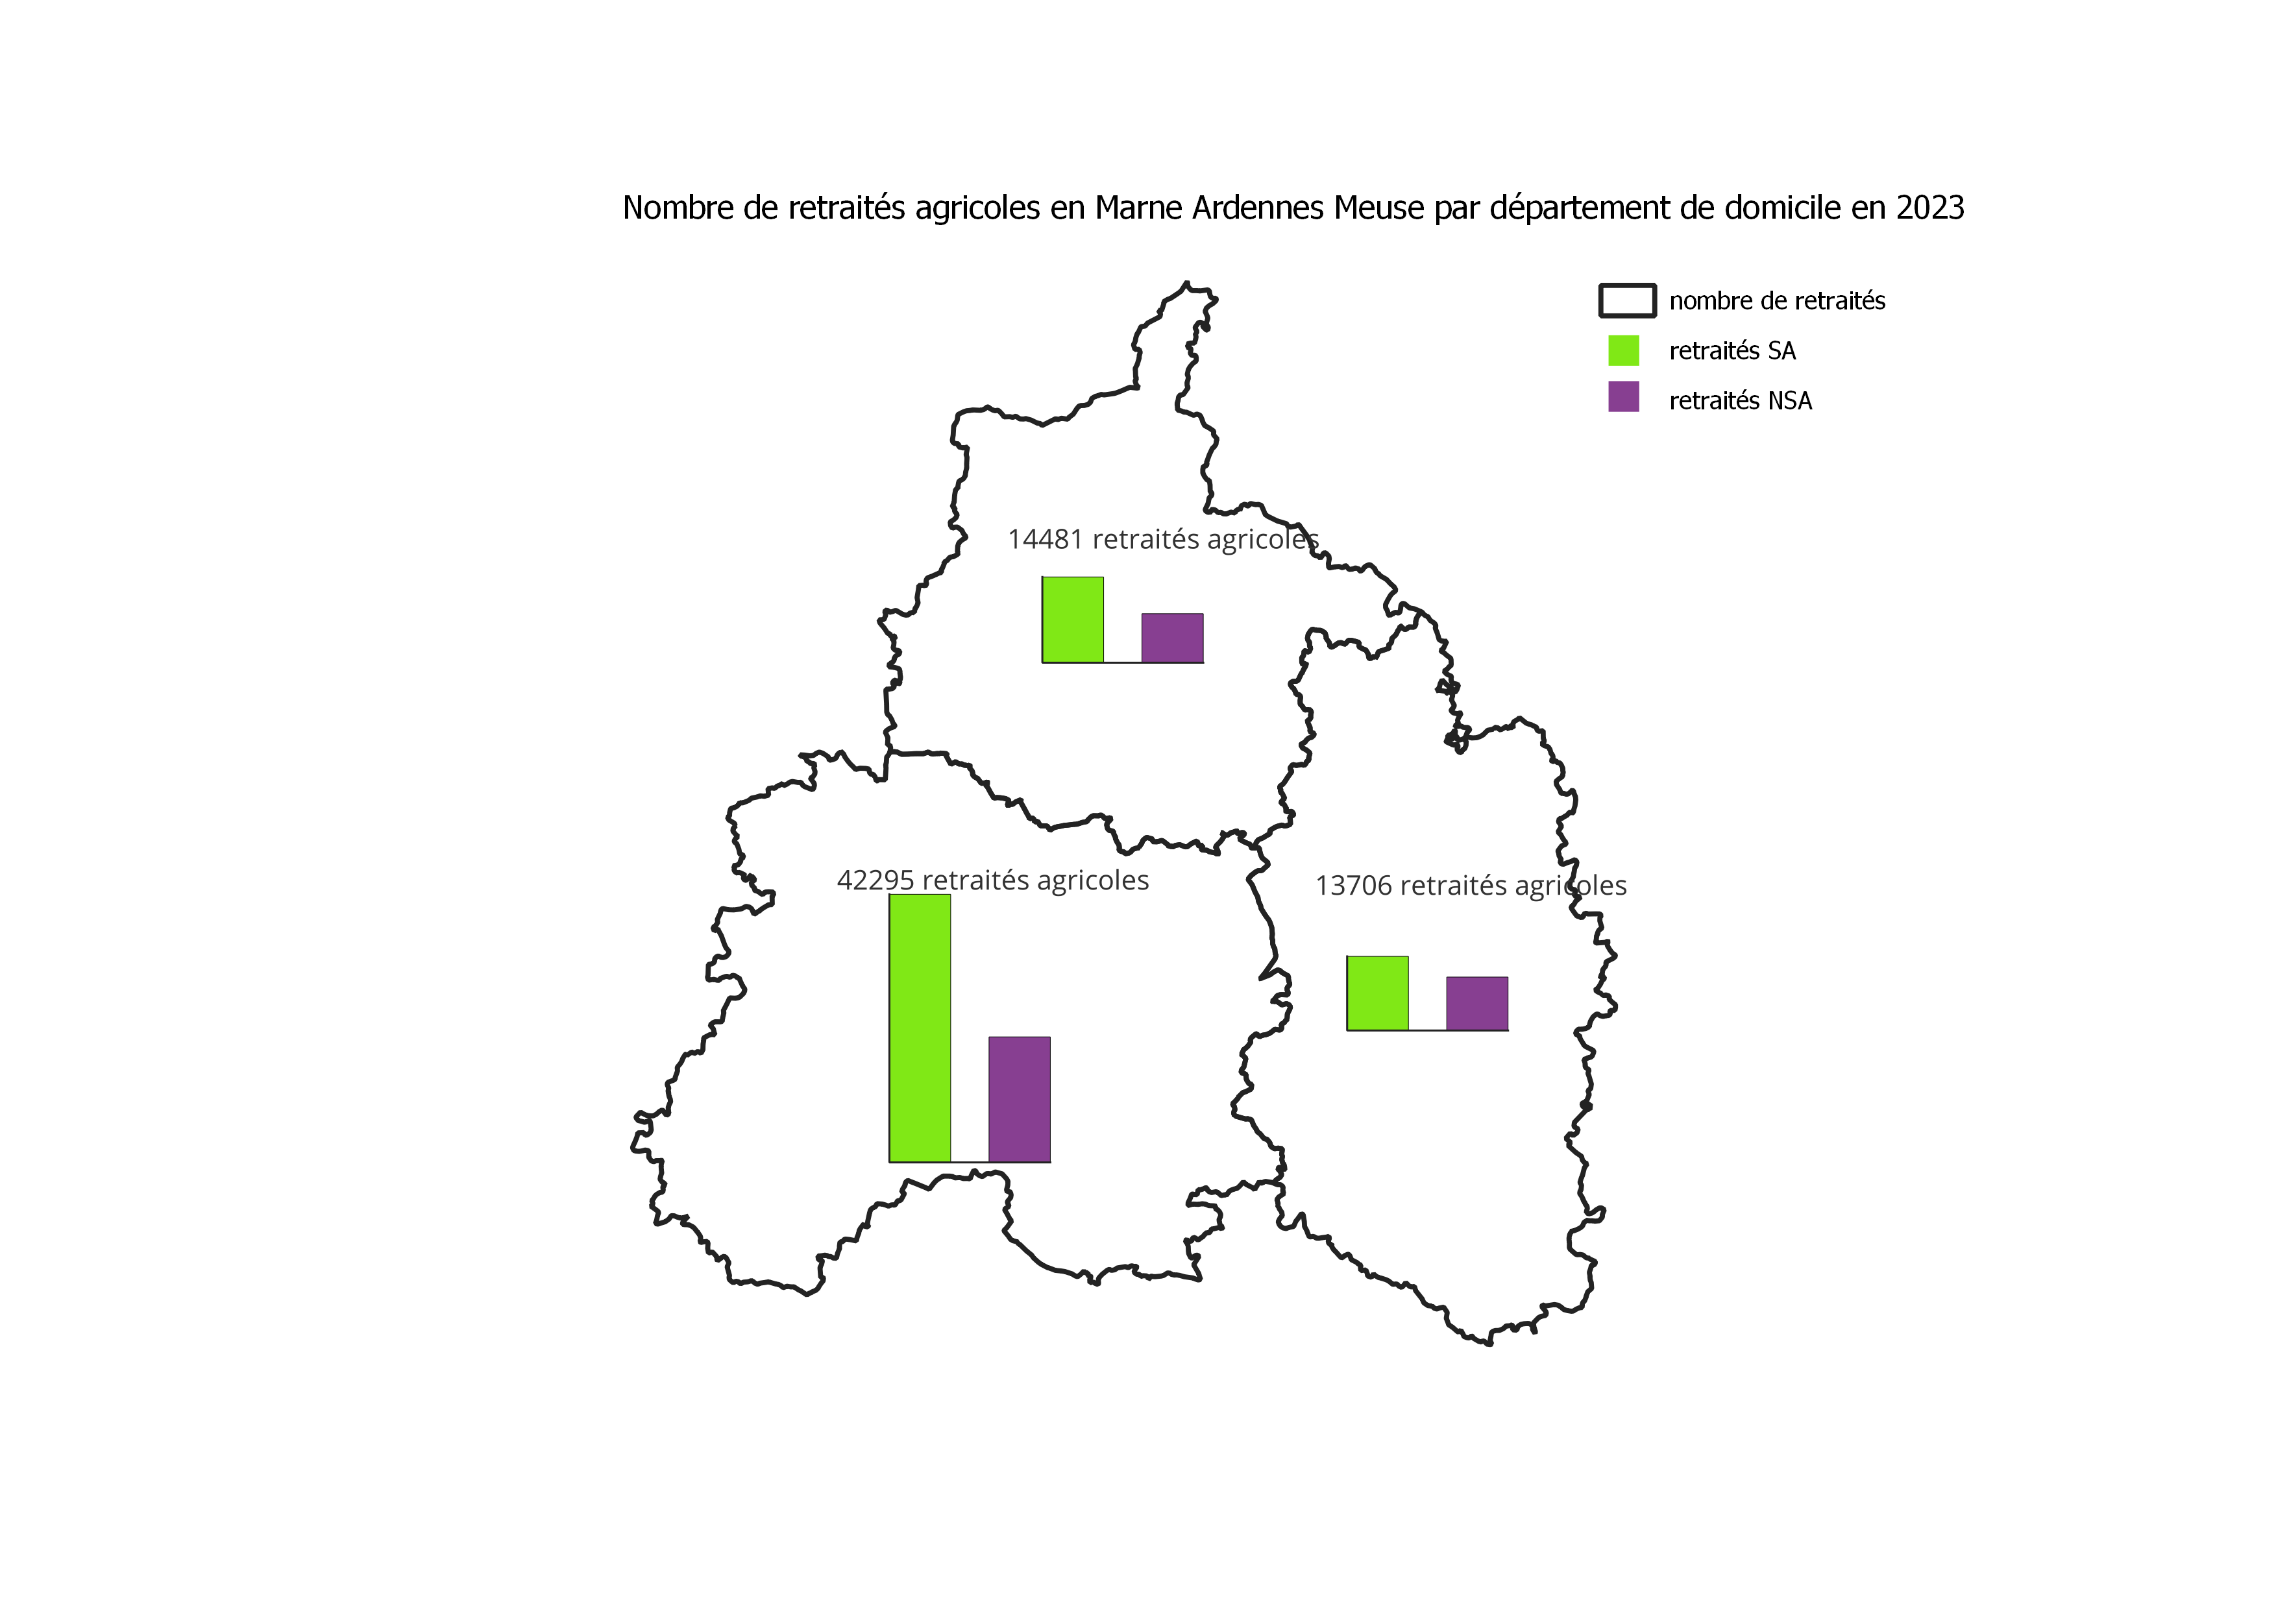 Nombre de retraités agricoles en Marne Ardennes Meuse par département de domicile en 2023
nombre de retraités
retraités SA
retraités NSA
14481 retraités agricoles
42295 retraités agricoles
13706 retraités agricoles